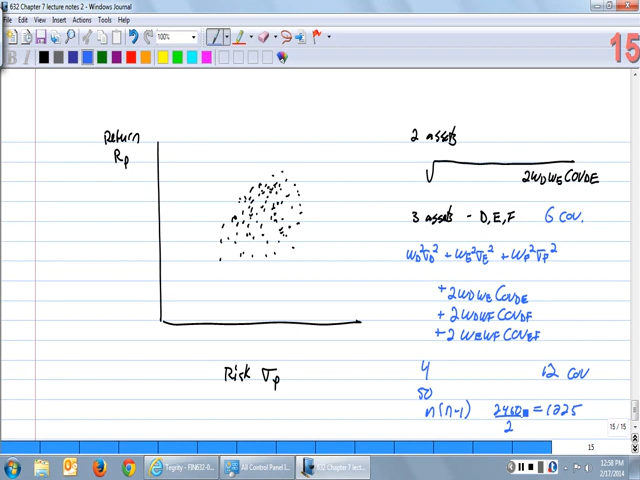 632 Chapter 7 lecture notes 2 - Windows Journal
File Edit View Insert Actions Tools Help
100%
B I
15
Return
Rp
Risk σp
2 assets
√ 2WDWE COVDE
3 assets - D, E, F 6 COV.
WD²σD² + WE²σE² + WF²σF²
+2WDWE COVDE
+ 2WDWF COVDF
+2 WEWF COVEF
4 12 COV
50
n(n-1) 2450/2 = 1225
15/15
15
Tegrity - FIN632-0...
All Control Panel I...
632 Chapter 7 lect...
12:58 PM
2/17/2014